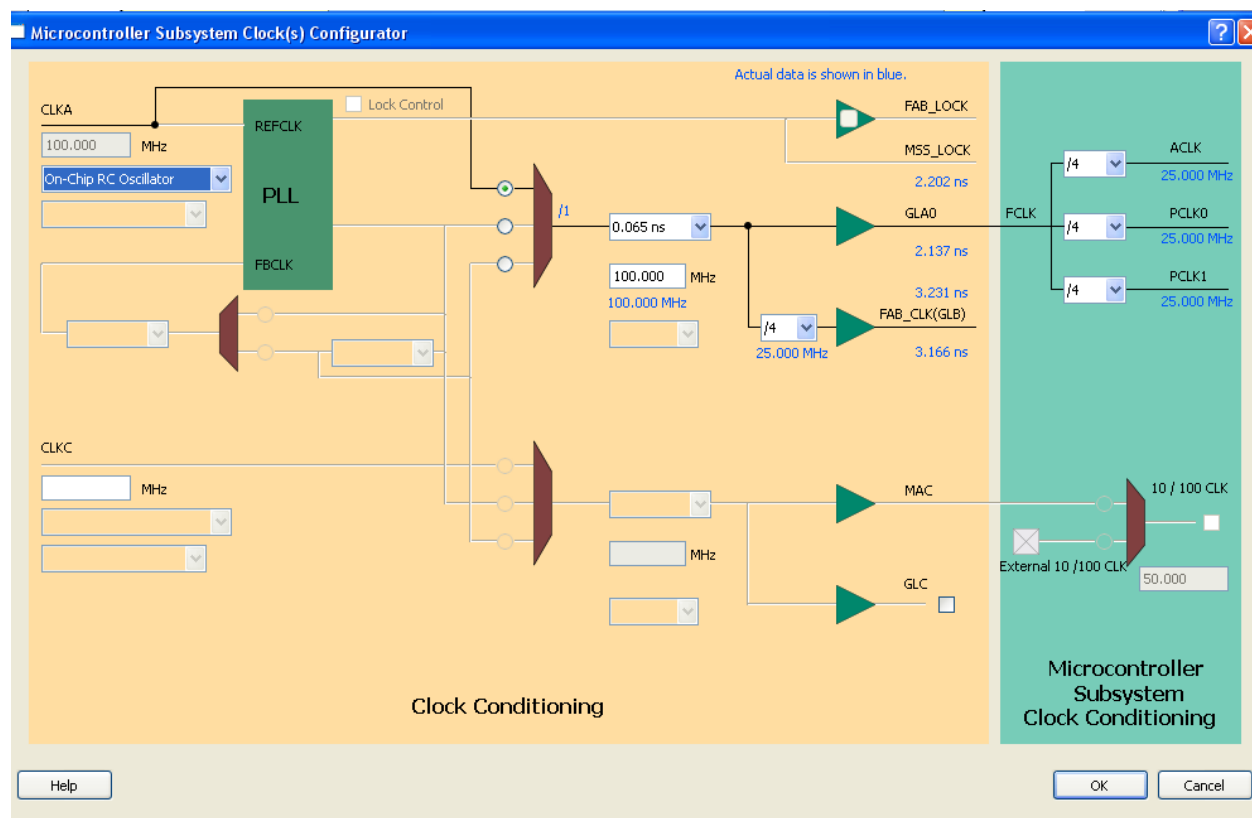 Microcontroller Subsystem Clock(s) Configurator
Actual data is shown in blue.
CLKA
100.000 MHz
On-Chip RC Oscillator
REFCLK
PLL
FBCLK
Lock Control
/1
0.065 ns
100.000 MHz
100.000 MHz
/4
25.000 MHz
FAB_LOCK
MSS_LOCK
2.202 ns
GLA0
2.137 ns
3.231 ns
FAB_CLK(GLB)
3.166 ns
FCLK
/4
ACLK
25.000 MHz
/4
PCLK0
25.000 MHz
/4
PCLK1
25.000 MHz
CLKC
MHz
MHz
MAC
GLC
10 / 100 CLK
External 10 /100 CLK
50.000
Clock Conditioning
Microcontroller
Subsystem
Clock Conditioning
Help
OK
Cancel